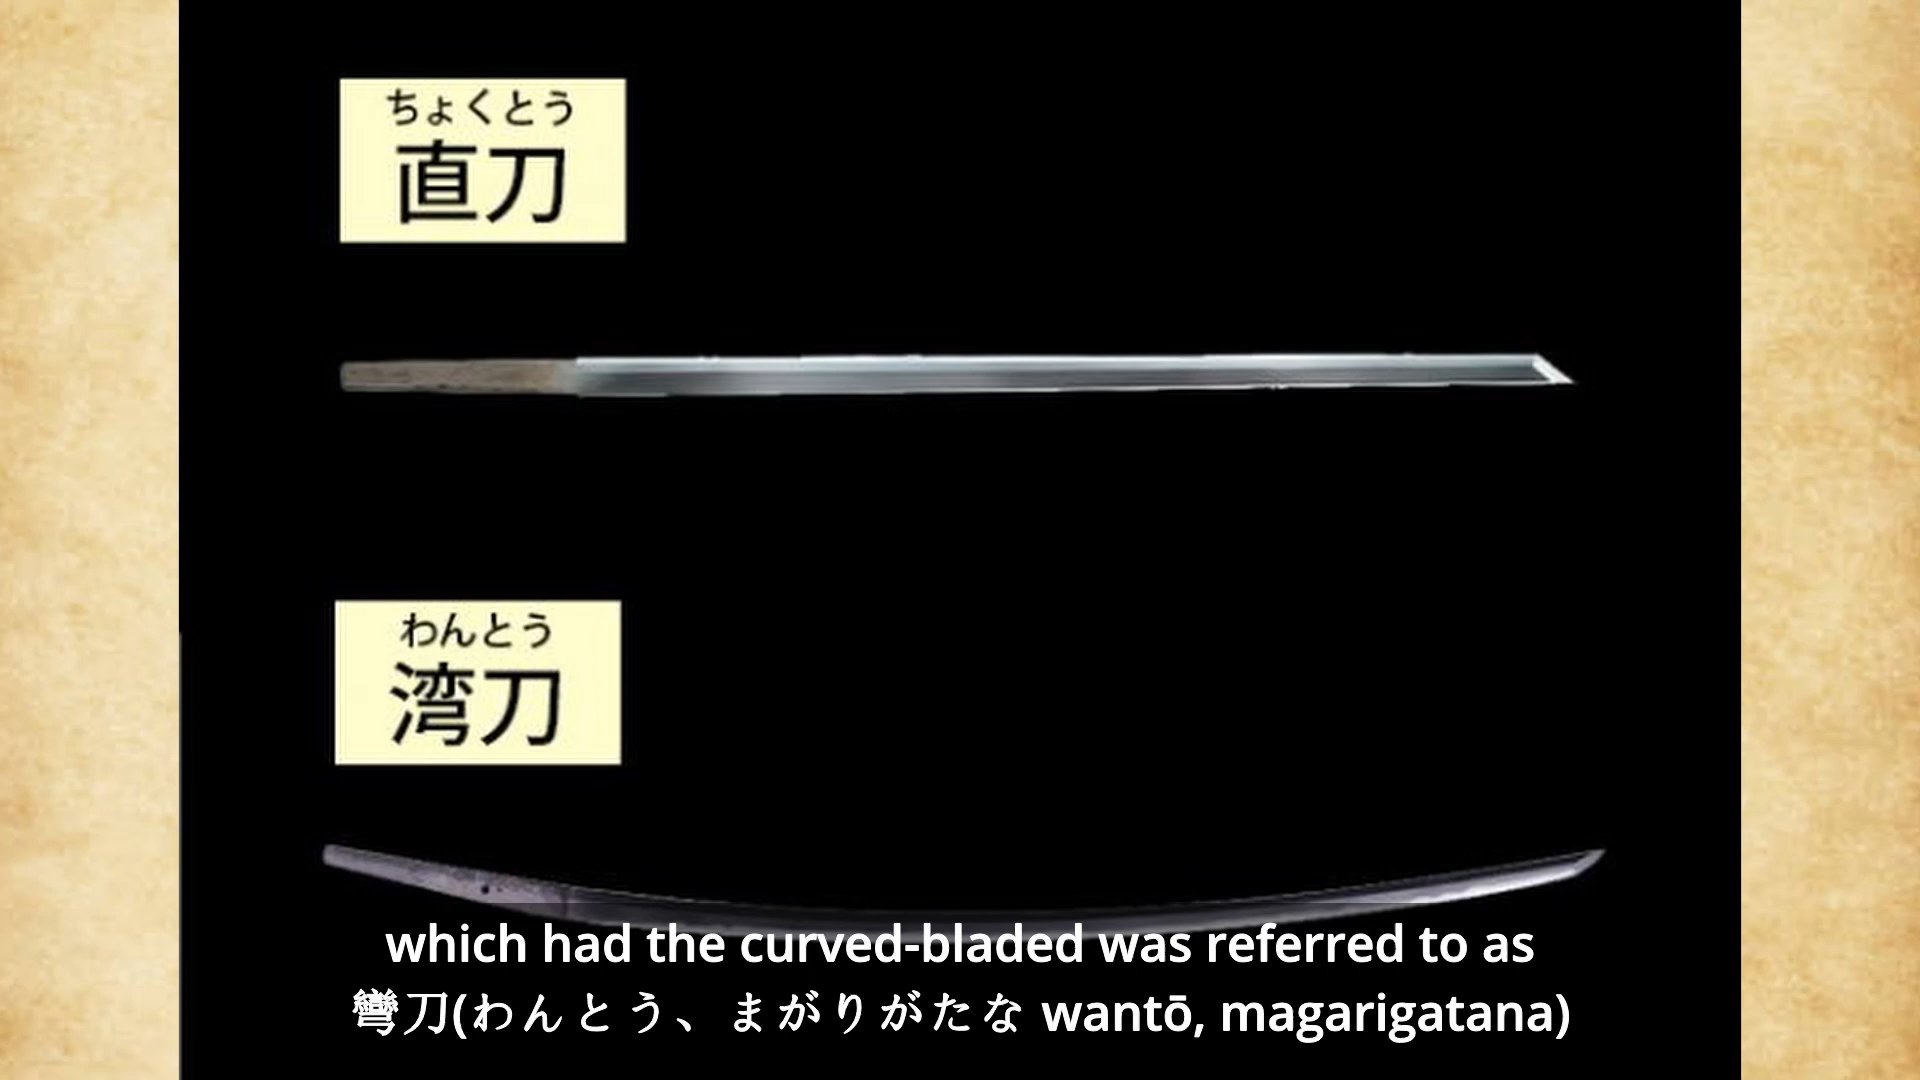 ちょくとう
直刀
わんとう
湾刀
which had the curved-bladed was referred to as
彎刀(わんとう、まがりがたな wantō, magarigatana)